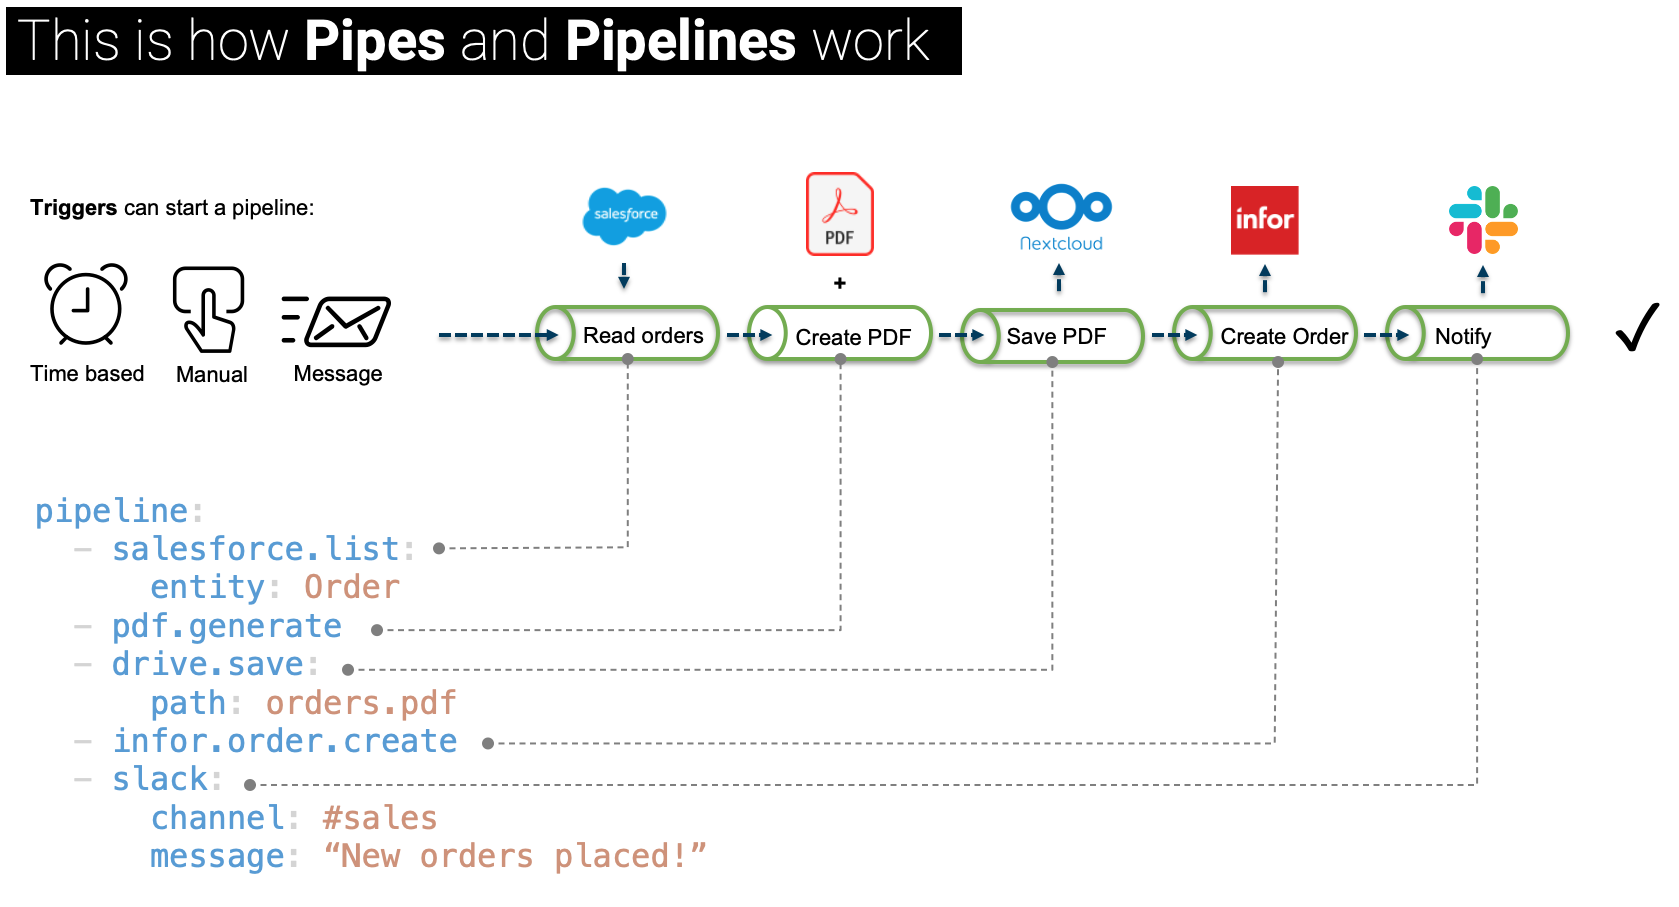 This is how Pipes and Pipelines work
Triggers can start a pipeline:
Time based
Manual
Message
salesforce
PDF
+
Nextcloud
infor
Read orders
Create PDF
Save PDF
Create Order
Notify
pipeline:
- salesforce.list:
entity: Order
- pdf.generate
- drive.save:
path: orders.pdf
- infor.order.create
- slack:
channel: #sales
message: “New orders placed!”